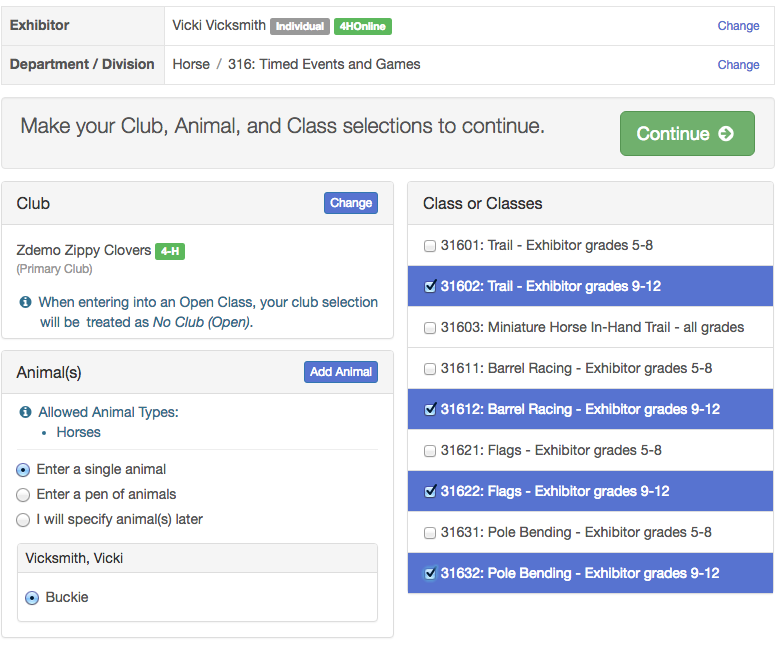 Exhibitor Vicki Vicksmith Individual 4HOnline Change
Department / Division Horse / 316: Timed Events and Games Change
Make your Club, Animal, and Class selections to continue. Continue
Club Change
Zdemo Zippy Clovers 4-H
(Primary Club)
When entering into an Open Class, your club selection
will be treated as No Club (Open).
Animal(s) Add Animal
Allowed Animal Types:
• Horses
Enter a single animal
Enter a pen of animals
I will specify animal(s) later
Vicksmith, Vicki
Buckie
Class or Classes
31601: Trail - Exhibitor grades 5-8
31602: Trail - Exhibitor grades 9-12
31603: Miniature Horse In-Hand Trail - all grades
31611: Barrel Racing - Exhibitor grades 5-8
31612: Barrel Racing - Exhibitor grades 9-12
31621: Flags - Exhibitor grades 5-8
31622: Flags - Exhibitor grades 9-12
31631: Pole Bending - Exhibitor grades 5-8
31632: Pole Bending - Exhibitor grades 9-12